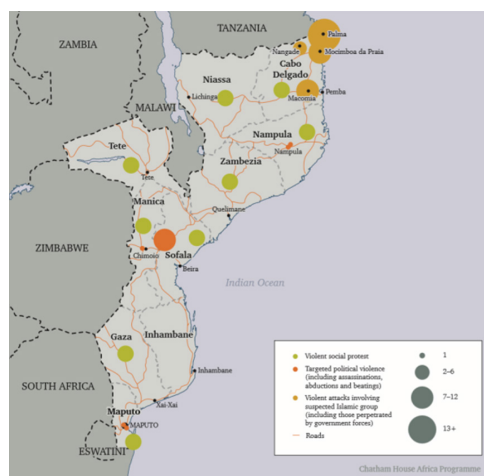 TANZANIA
ZAMBIA
Palma
Nangade
Mocimboa da Praia
Cabo
Delgado
Niassa
Lichinga
Macomia
Pemba
MALAWI
Nampula
Nampula
Tete
Tete
Zambezia
Manica
Quelimane
ZIMBABWE
Chimoio
Sofala
Beira
Indian Ocean
Gaza
Inhambane
Inhambane
SOUTH AFRICA
Xai-Xai
Maputo
MAPUTO
ESWATINI
Violent social protest
Targeted political violence
(including assassinations,
abductions and beatings)
Violent attacks involving
suspected Islamic group
(including those perpetrated
by government forces)
Roads
1
2–6
7–12
13+
Chatham House Africa Programme